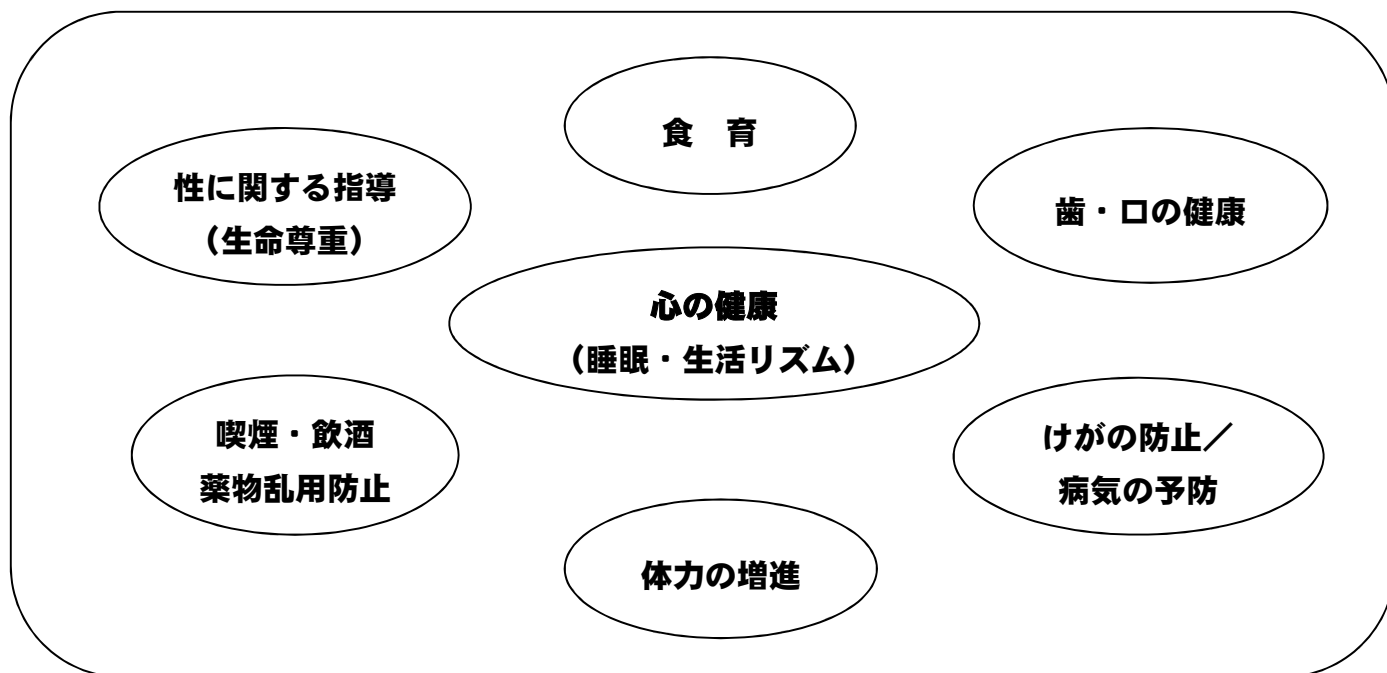 食　育
性に関する指導
（生命尊重）
歯・口の健康
心の健康
（睡眠・生活リズム）
喫煙・飲酒
薬物乱用防止
けがの防止／
病気の予防
体力の増進